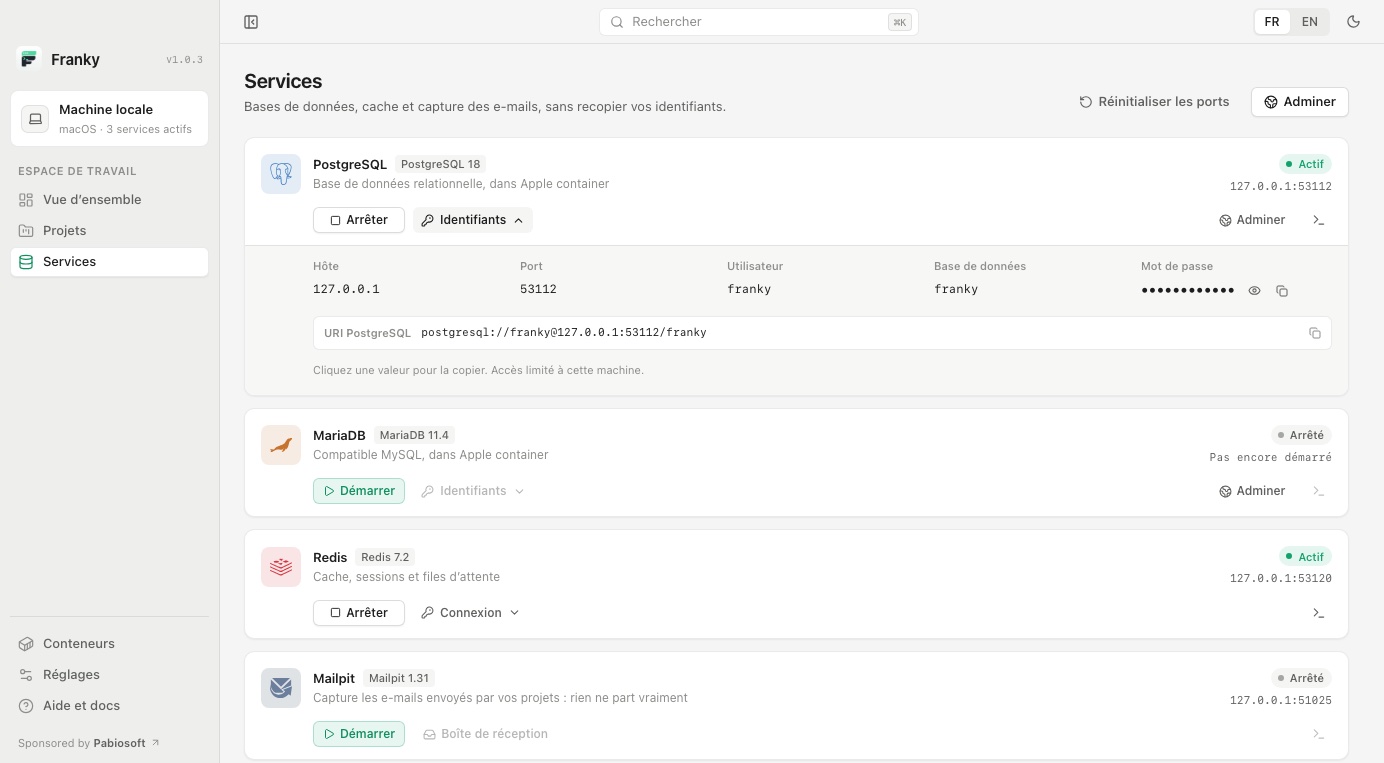 Rechercher
⌘K
FR
EN
Franky
v1.0.3
Machine locale
macOS · 3 services actifs
ESPACE DE TRAVAIL
Vue d'ensemble
Projets
Services
Conteneurs
Réglages
Aide et docs
Sponsored by Pabiosoft ↗
Services
Bases de données, cache et capture des e-mails, sans recopier vos identifiants.
Réinitialiser les ports
Adminer
PostgreSQL
PostgreSQL 18
Actif
Base de données relationnelle, dans Apple container
127.0.0.1:53112
Arrêter
Identifiants
Adminer
Hôte
Port
Utilisateur
Base de données
Mot de passe
127.0.0.1
53112
franky
franky
••••••••••••
URI PostgreSQL
postgresql://franky@127.0.0.1:53112/franky
Cliquez une valeur pour la copier. Accès limité à cette machine.
MariaDB
MariaDB 11.4
Arrêté
Compatible MySQL, dans Apple container
Pas encore démarré
Démarrer
Identifiants
Adminer
Redis
Redis 7.2
Actif
Cache, sessions et files d'attente
127.0.0.1:53120
Arrêter
Connexion
Mailpit
Mailpit 1.31
Arrêté
Capture les e-mails envoyés par vos projets : rien ne part vraiment
127.0.0.1:51025
Démarrer
Boîte de réception